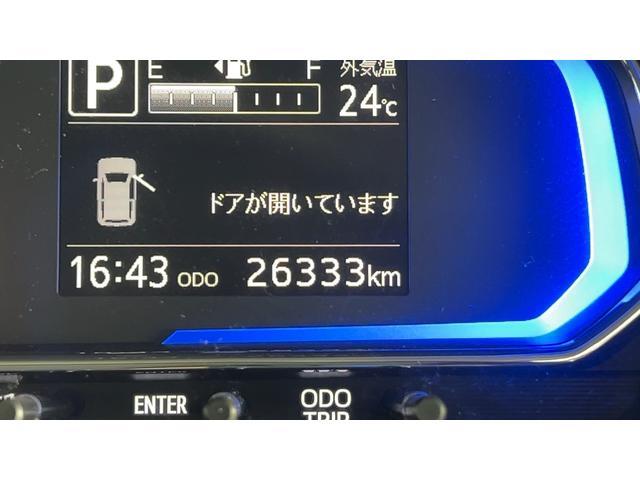 P E F 外気温
24℃
ドアが開いています
16:43 ODO 26333km
ENTER ODO
TRIP